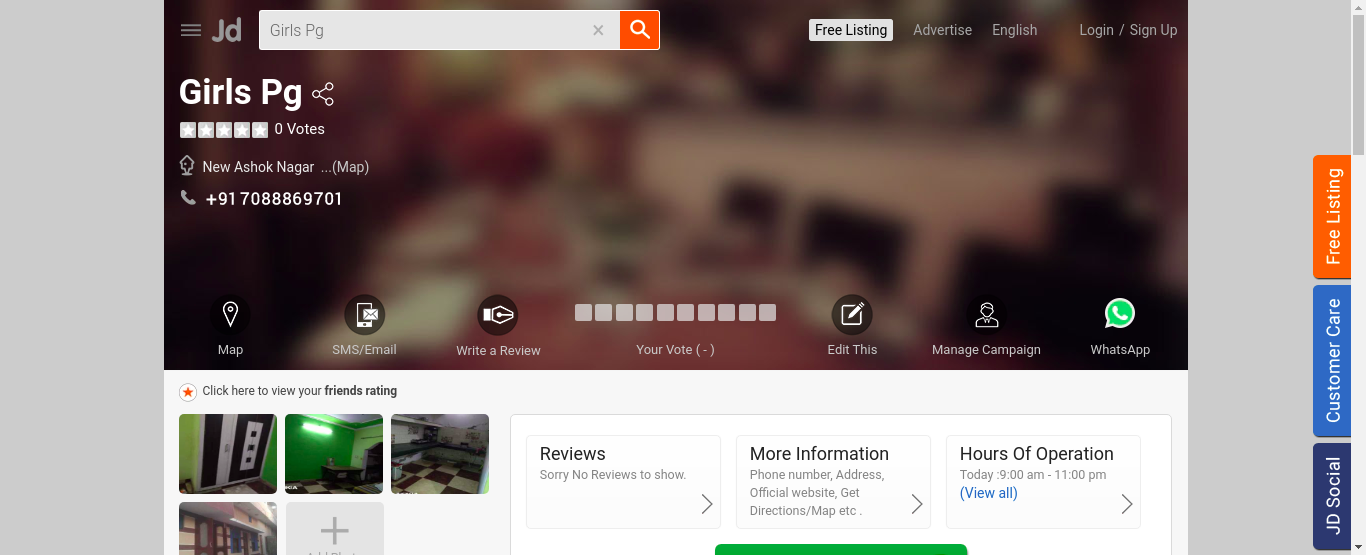 Jd
Girls Pg
Free Listing
Advertise
English
Login / Sign Up
Girls Pg
0 Votes
New Ashok Nagar ...(Map)
+917088869701
Map
SMS/Email
Write a Review
Your Vote ( - )
Edit This
Manage Campaign
WhatsApp
Click here to view your friends rating
Reviews
Sorry No Reviews to show.
More Information
Phone number, Address,
Official website, Get
Directions/Map etc .
Hours Of Operation
Today :9:00 am - 11:00 pm
(View all)
Free Listing
Customer Care
JD Social